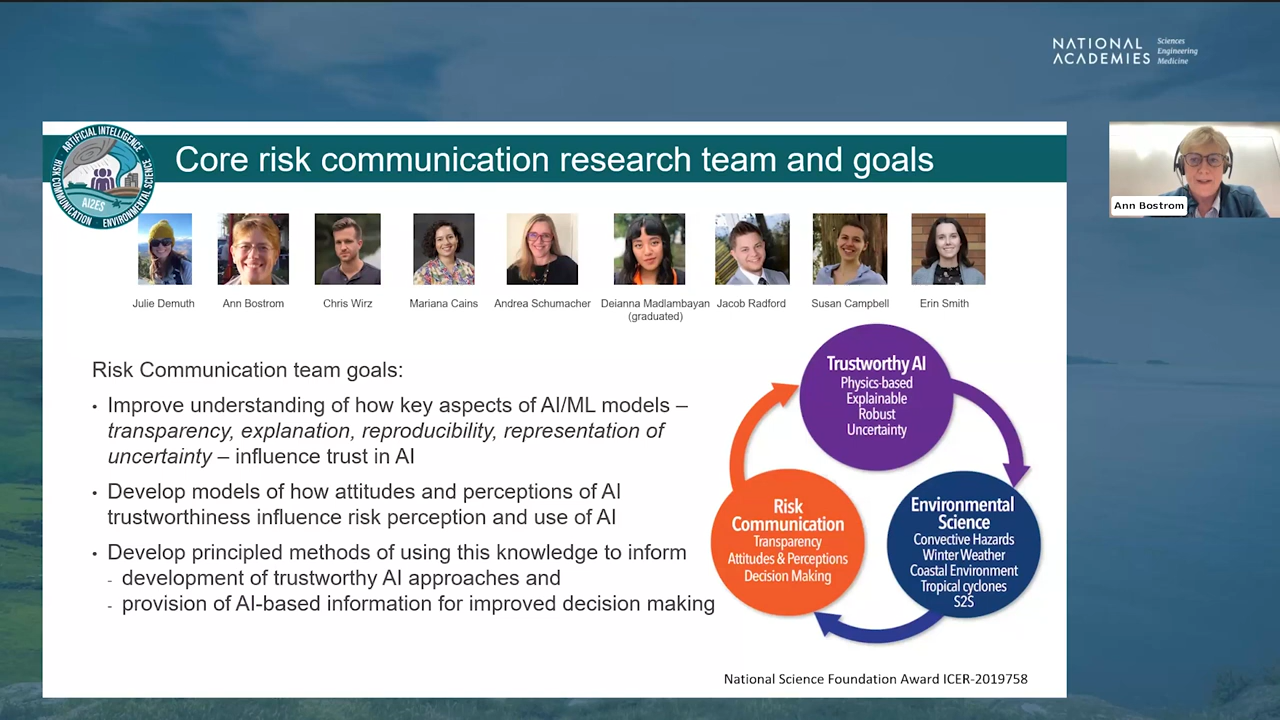 NATIONAL
ACADEMIES
Sciences
Engineering
Medicine
ARTIFICIAL INTELLIGENCE
RISK COMMUNICATION
ENVIRONMENTAL SCIENCE
AI2ES
Core risk communication research team and goals
Ann Bostrom
Julie Demuth
Ann Bostrom
Chris Wirz
Mariana Cains
Andrea Schumacher
Deianna Madlambayan
(graduated)
Jacob Radford
Susan Campbell
Erin Smith
Risk Communication team goals:
• Improve understanding of how key aspects of AI/ML models –
transparency, explanation, reproducibility, representation of
uncertainty – influence trust in AI
• Develop models of how attitudes and perceptions of AI
trustworthiness influence risk perception and use of AI
• Develop principled methods of using this knowledge to inform
- development of trustworthy AI approaches and
- provision of AI-based information for improved decision making
Trustworthy AI
Physics-based
Explainable
Robust
Uncertainty
Risk
Communication
Transparency
Attitudes & Perceptions
Decision Making
Environmental
Science
Convective Hazards
Winter Weather
Coastal Environment
Tropical cyclones
S2S
National Science Foundation Award ICER-2019758